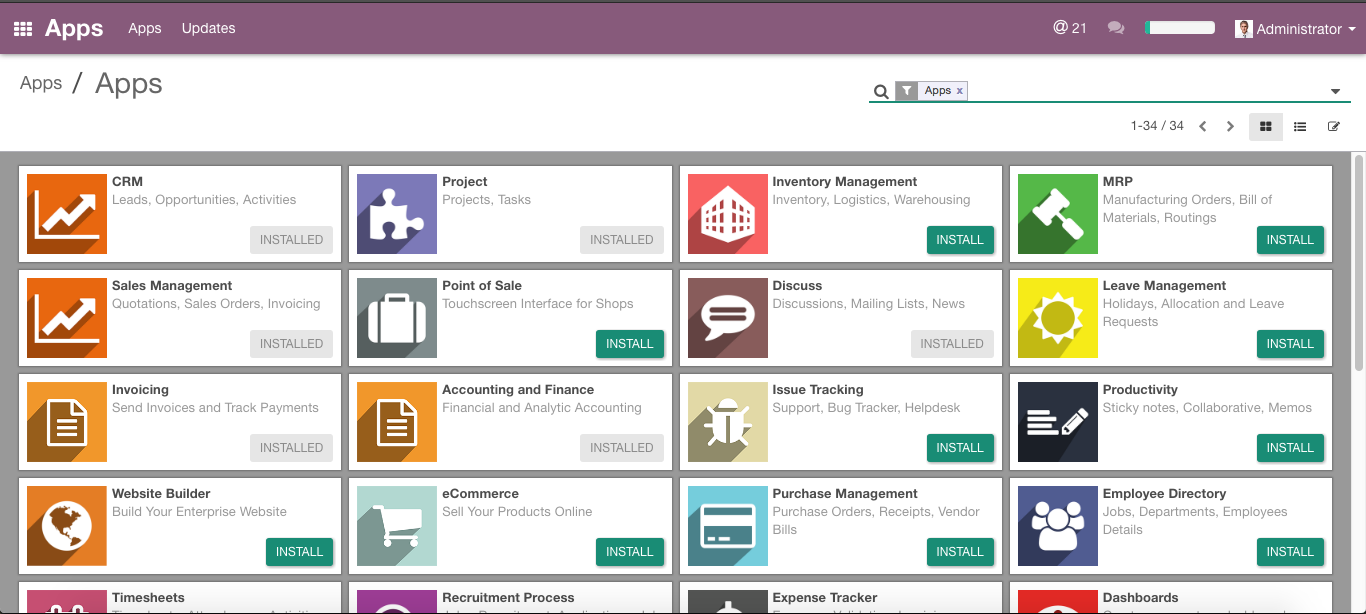 Apps Apps Updates @ 21 Administrator
Apps / Apps
Apps x
1-34 / 34
CRM
Leads, Opportunities, Activities
INSTALLED
Project
Projects, Tasks
INSTALLED
Inventory Management
Inventory, Logistics, Warehousing
INSTALL
MRP
Manufacturing Orders, Bill of
Materials, Routings
INSTALL
Sales Management
Quotations, Sales Orders, Invoicing
INSTALLED
Point of Sale
Touchscreen Interface for Shops
INSTALL
Discuss
Discussions, Mailing Lists, News
INSTALLED
Leave Management
Holidays, Allocation and Leave
Requests
INSTALL
Invoicing
Send Invoices and Track Payments
INSTALLED
Accounting and Finance
Financial and Analytic Accounting
INSTALLED
Issue Tracking
Support, Bug Tracker, Helpdesk
INSTALL
Productivity
Sticky notes, Collaborative, Memos
INSTALL
Website Builder
Build Your Enterprise Website
INSTALL
eCommerce
Sell Your Products Online
INSTALL
Purchase Management
Purchase Orders, Receipts, Vendor
Bills
INSTALL
Employee Directory
Jobs, Departments, Employees
Details
INSTALL
Timesheets
Recruitment Process
Expense Tracker
Dashboards